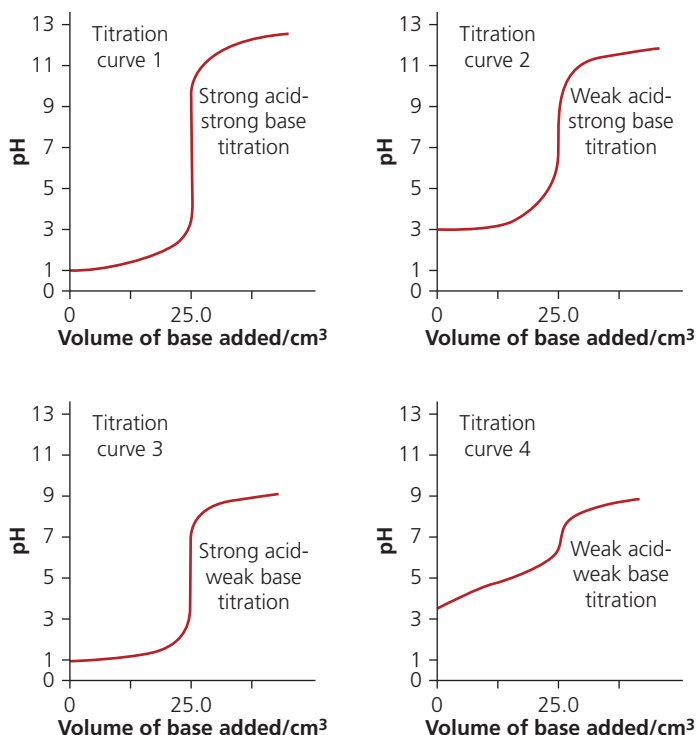 Titration
curve 1
Strong acid-
strong base
titration
pH
13
11
9
7
5
3
1
0
0
25.0
Volume of base added/cm³
Titration
curve 2
Weak acid-
strong base
titration
pH
13
11
9
7
5
3
1
0
0
25.0
Volume of base added/cm³
Titration
curve 3
Strong acid-
weak base
titration
pH
13
11
9
7
5
3
1
0
0
25.0
Volume of base added/cm³
Titration
curve 4
Weak acid-
weak base
titration
pH
13
11
9
7
5
3
1
0
0
25.0
Volume of base added/cm³